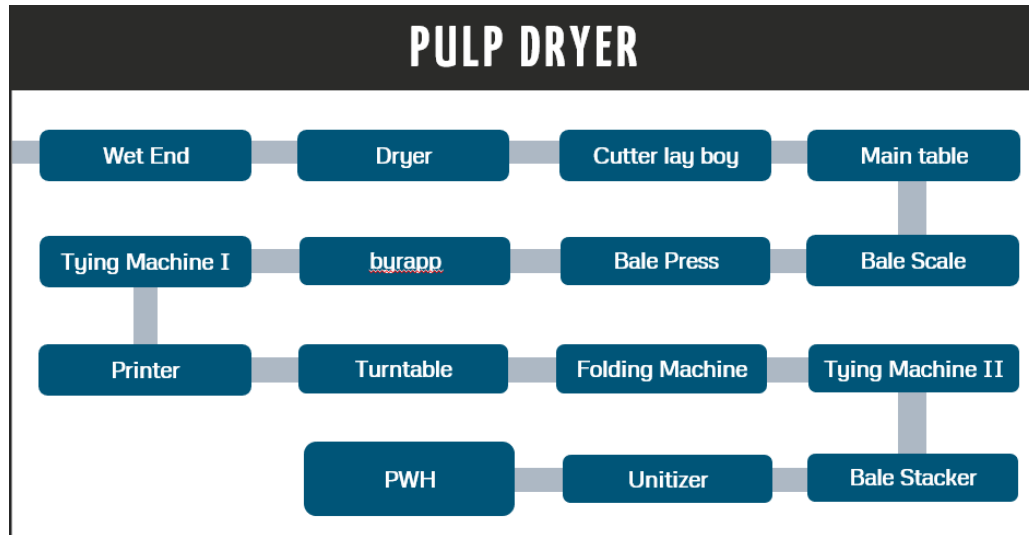 PULP DRYER
Wet End
Dryer
Cutter lay boy
Main table
Tying Machine I
byrapp
Bale Press
Bale Scale
Printer
Turntable
Folding Machine
Tying Machine II
PWH
Unitizer
Bale Stacker